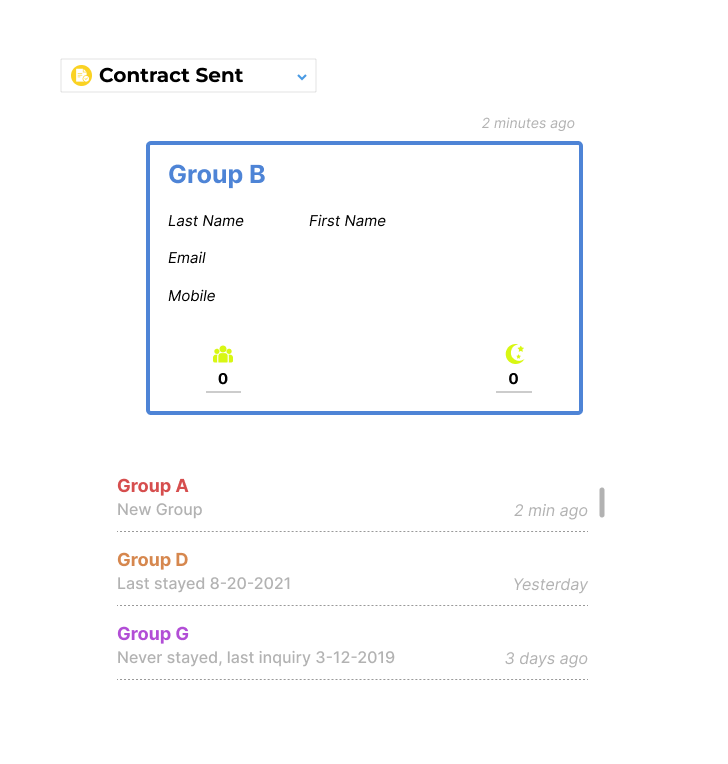 Contract Sent
2 minutes ago
Group B
Last Name First Name
Email
Mobile
0 0
Group A
New Group 2 min ago
Group D
Last stayed 8-20-2021 Yesterday
Group G
Never stayed, last inquiry 3-12-2019 3 days ago